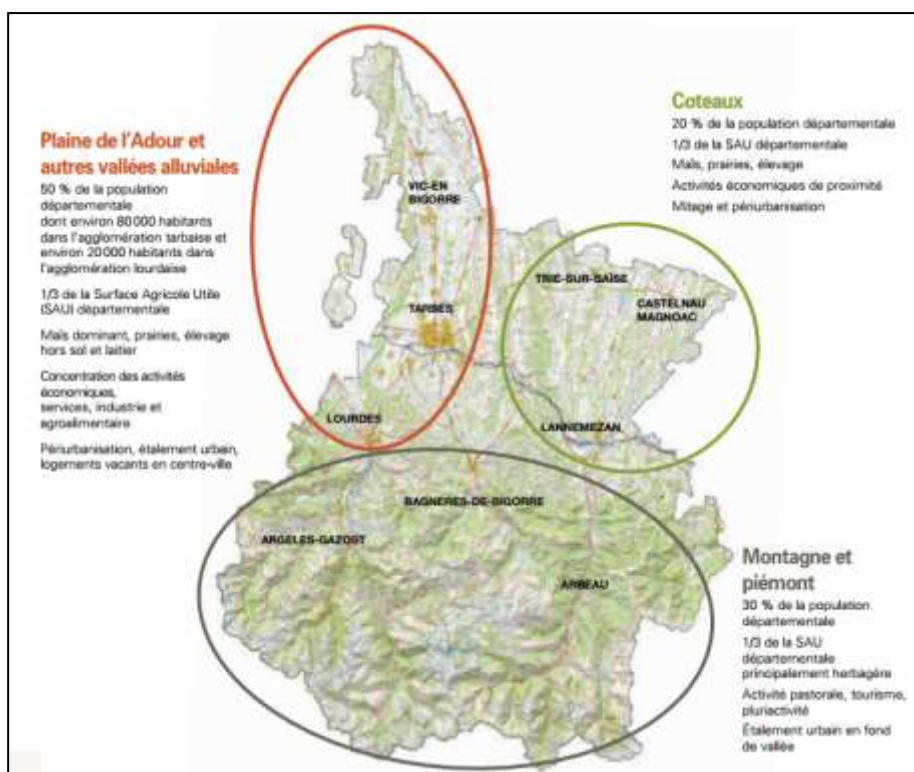 Plaine de l'Adour et
autres vallées alluviales
50 % de la population
départementale
dont environ 80 000 habitants
dans l'agglomération tarbaise et
environ 20 000 habitants dans
l'agglomération lourdaise
1/3 de la Surface Agricole Utile
(SAU) départementale
Maïs dominant, prairies, élevage
hors sol et laitier
Concentration des activités
économiques,
services, industrie et
agroalimentaire
Périurbanisation, étalement urbain,
logements vacants en centre-ville
Coteaux
20 % de la population départementale
1/3 de la SAU départementale
Maïs, prairies, élevage
Activités économiques de proximité
Mitage et périurbanisation
VIC-EN
BIGORRE
TARBES
TRIE-SUR-BAÏSE
CASTELNAU
MAGNOAC
LOURDES
LANNEMEZAN
BAGNERES-DE-BIGORRE
ARGELES-GAZOST
ARREAU
Montagne et
piémont
30 % de la population
départementale
1/3 de la SAU
départementale
principalement herbagère
Activité pastorale, tourisme,
pluriactivité
Étalement urbain en fond
de vallée